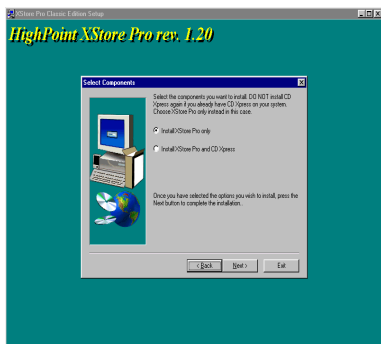 XStore Pro Classic Edition Setup
HighPoint XStore Pro rev. 1.20
Select Components
Select the components you want to install. DO NOT install CD
Xpress again if you already have CD Xpress on your system.
Choose XStore Pro only instead in this case.
Install XStore Pro only
Install XStore Pro and CD Xpress
Once you have selected the options you wish to install, press the
Next button to complete the installation.
< Back
Next >
Exit